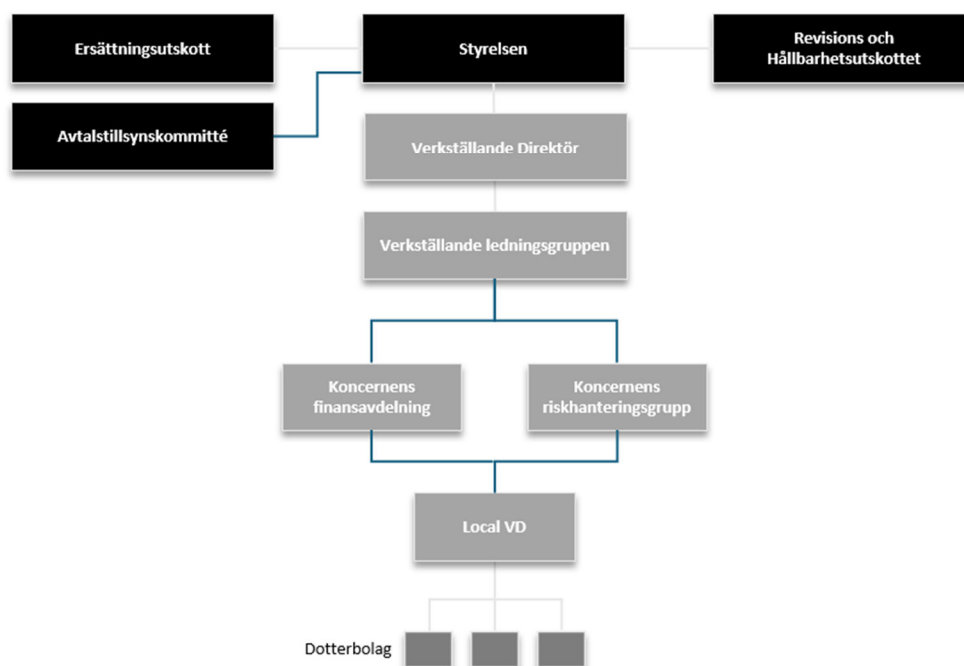 Ersättningsutskott
Styrelsen
Revisions och
Hållbarhetsutskottet
Avtalstillsynskommitté
Verkställande Direktör
Verkställande ledningsgruppen
Koncernens
finansavdelning
Koncernens
riskhanteringsgrupp
Local VD
Dotterbolag